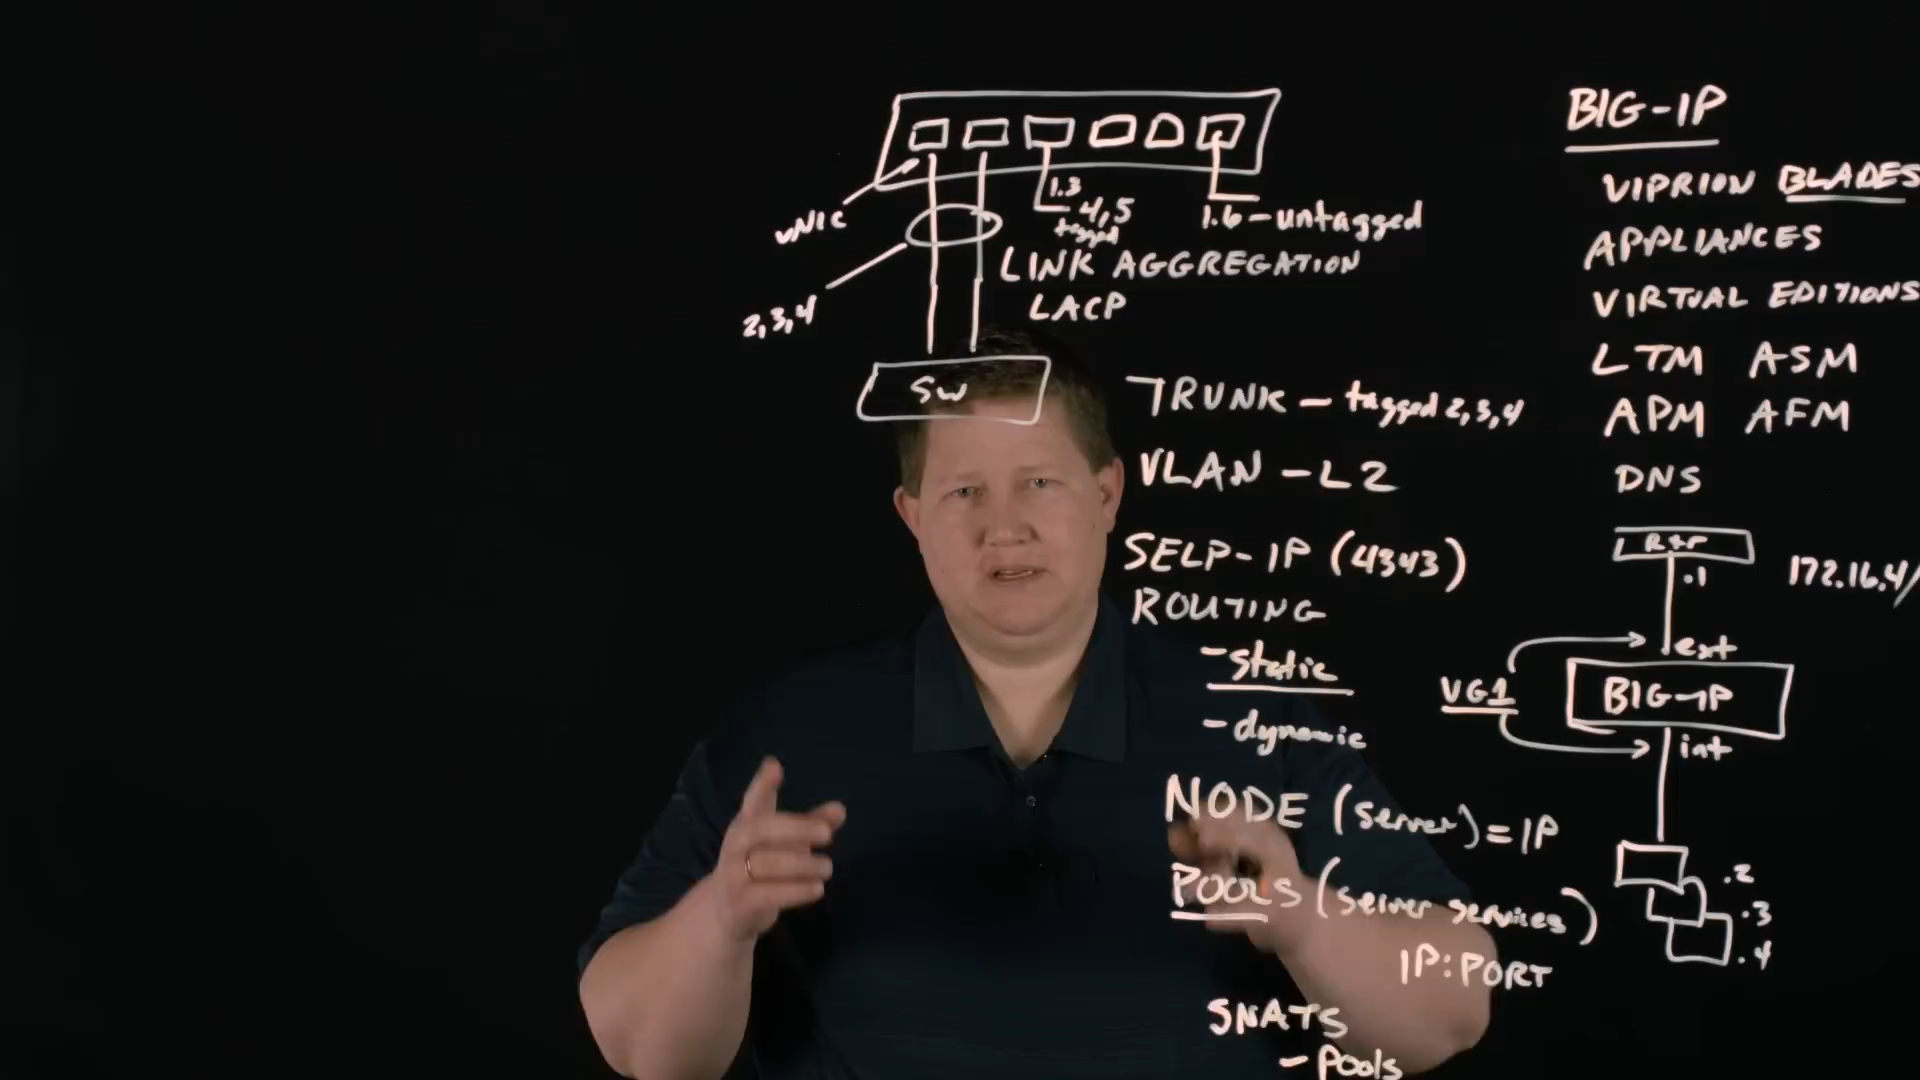 vNIC
2,3,4
1.3
4,5
tagged
1.6-untagged
LINK AGGREGATION
LACP
SW
TRUNK - tagged 2,3,4
VLAN - L2
SELF-IP (4343)
ROUTING
- static
- dynamic
NODE (server) = IP
POOLS (server services)
IP:PORT
SNATS
- Pools
BIG-IP
VIPRION BLADES
APPLIANCES
VIRTUAL EDITIONS
LTM ASM
APM AFM
DNS
Rtr
.1
172.16.4/
ext
VG1
BIG-IP
int
.2
.3
.4